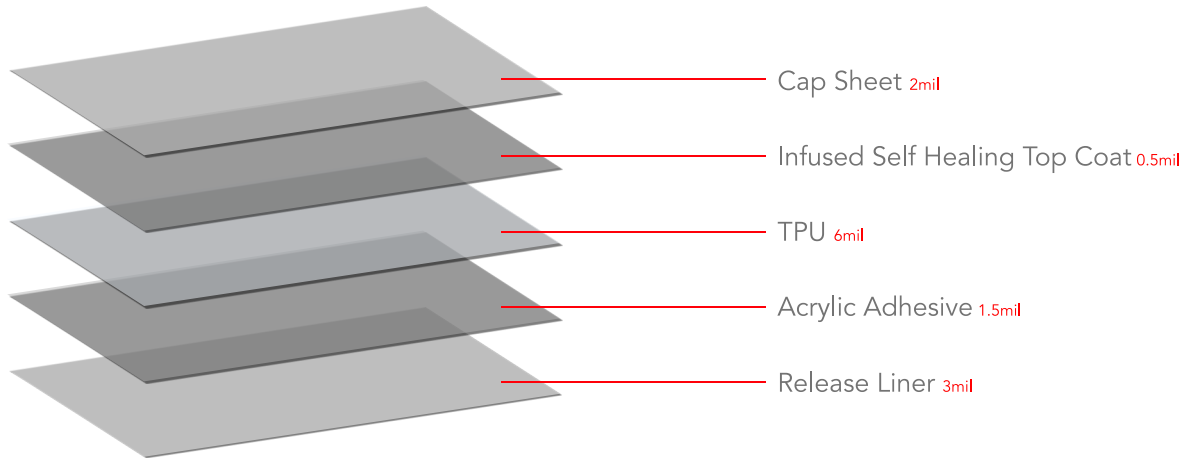 Cap Sheet 2mil
Infused Self Healing Top Coat 0.5mil
TPU 6mil
Acrylic Adhesive 1.5mil
Release Liner 3mil